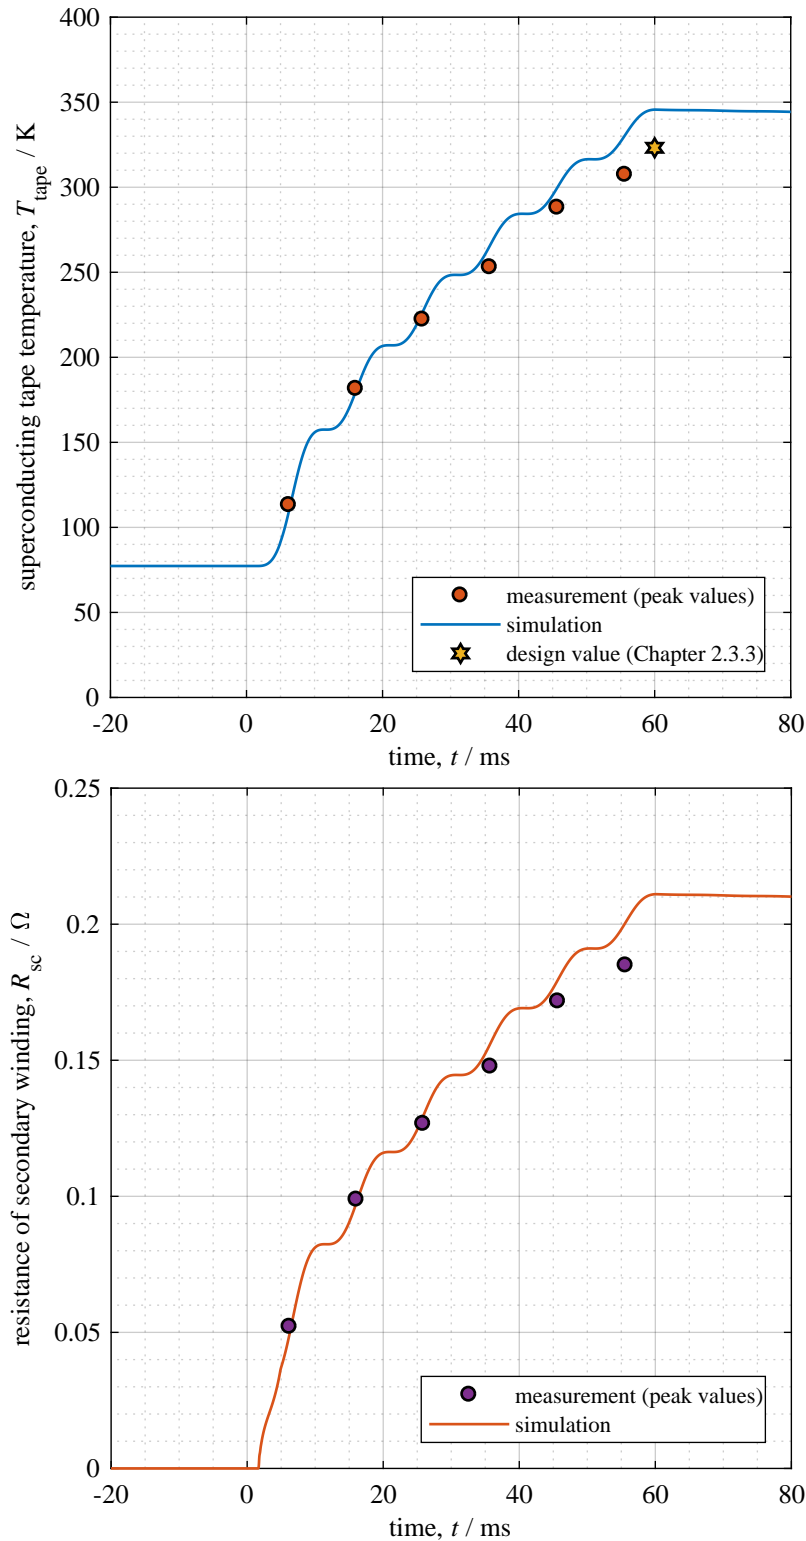 400
350
300
250
200
150
100
50
0
superconducting tape temperature, T_tape / K
measurement (peak values)
simulation
design value (Chapter 2.3.3)
-20 0 20 40 60 80
time, t / ms
0.25
0.2
0.15
0.1
0.05
0
resistance of secondary winding, R_sc / Ω
measurement (peak values)
simulation
-20 0 20 40 60 80
time, t / ms